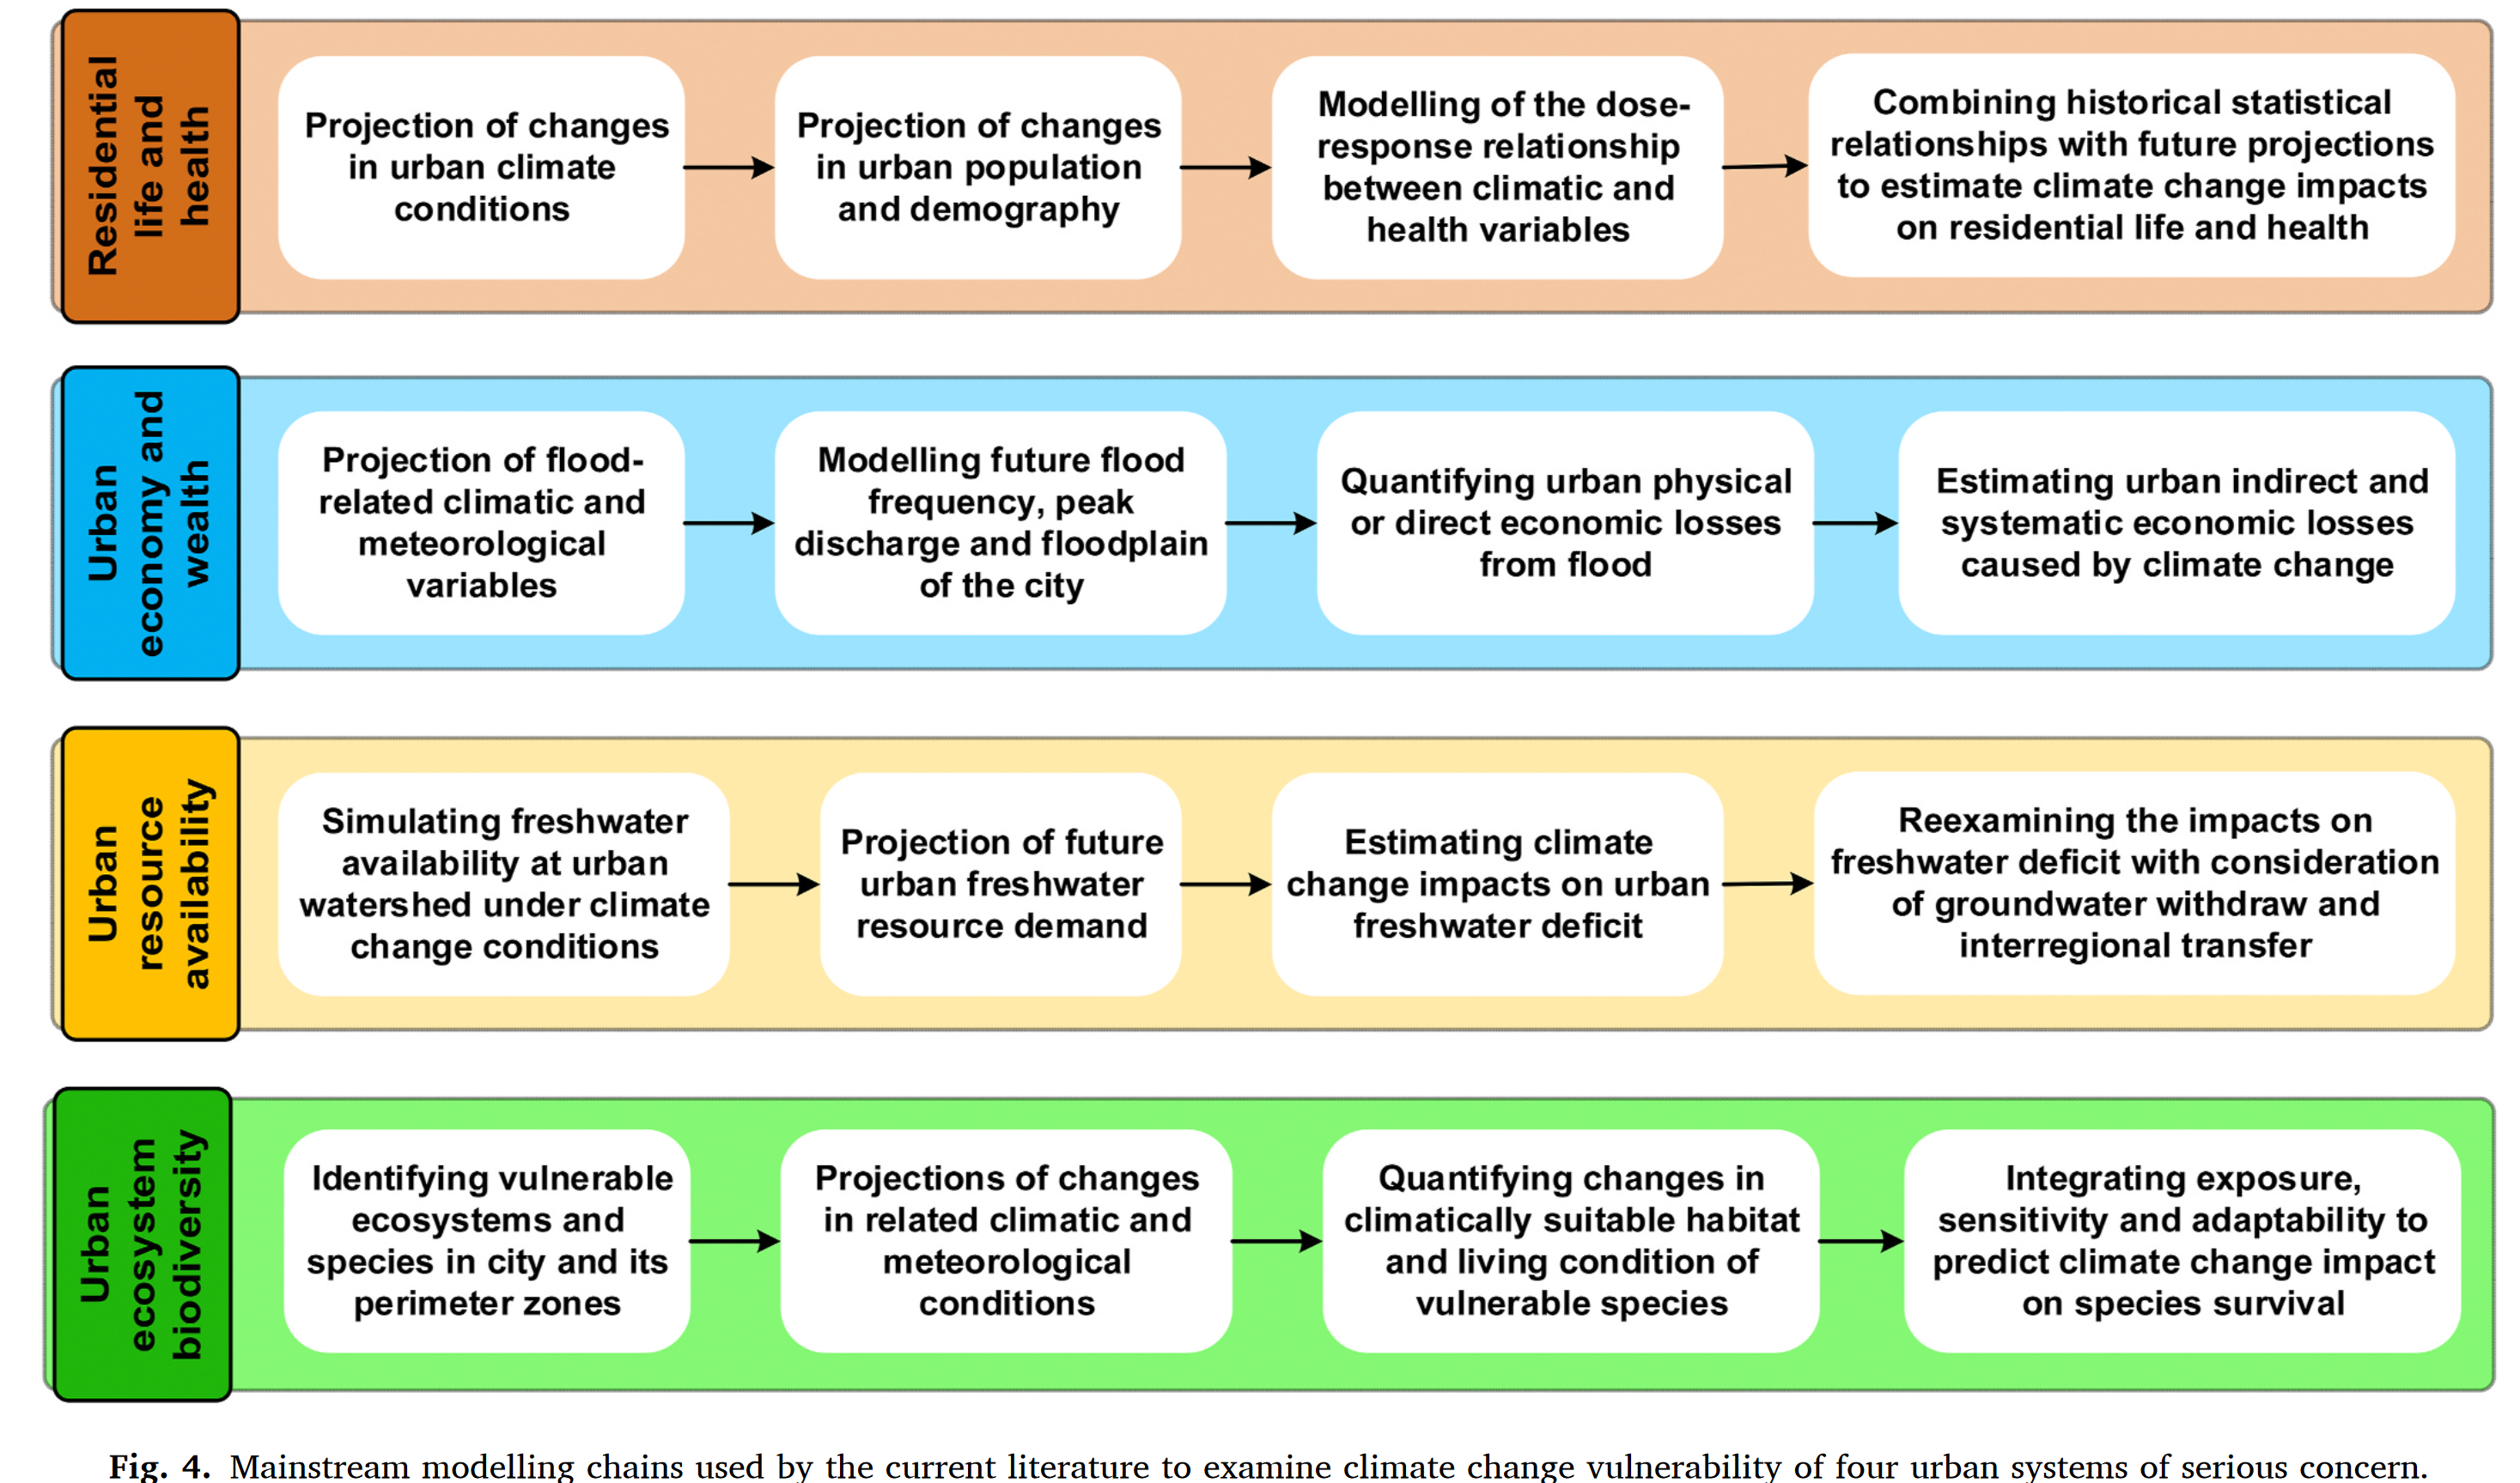 Residential
life and
health
Projection of changes
in urban climate
conditions
Projection of changes
in urban population
and demography
Modelling of the dose-
response relationship
between climatic and
health variables
Combining historical statistical
relationships with future projections
to estimate climate change impacts
on residential life and health
Urban
economy and
wealth
Projection of flood-
related climatic and
meteorological
variables
Modelling future flood
frequency, peak
discharge and floodplain
of the city
Quantifying urban physical
or direct economic losses
from flood
Estimating urban indirect and
systematic economic losses
caused by climate change
Urban
resource
availability
Simulating freshwater
availability at urban
watershed under climate
change conditions
Projection of future
urban freshwater
resource demand
Estimating climate
change impacts on urban
freshwater deficit
Reexamining the impacts on
freshwater deficit with consideration
of groundwater withdraw and
interregional transfer
Urban
ecosystem
biodiversity
Identifying vulnerable
ecosystems and
species in city and its
perimeter zones
Projections of changes
in related climatic and
meteorological
conditions
Quantifying changes in
climatically suitable habitat
and living condition of
vulnerable species
Integrating exposure,
sensitivity and adaptability to
predict climate change impact
on species survival
Fig. 4. Mainstream modelling chains used by the current literature to examine climate change vulnerability of four urban systems of serious concern.